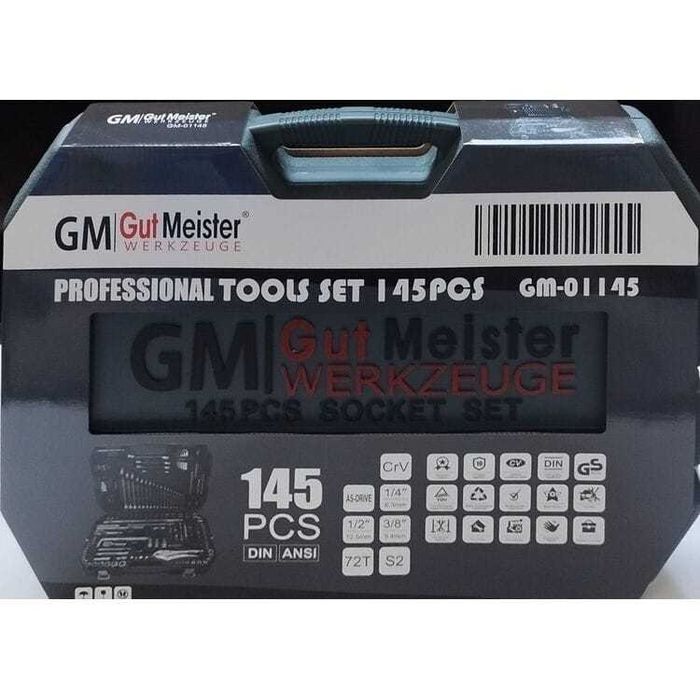 GM Gut Meister
WERKZEUGE
GM-01145
GM Gut Meister®
WERKZEUGE
PROFESSIONAL TOOLS SET 145PCS GM-01145
GM Gut Meister
WERKZEUGE
145PCS SOCKET SET
145
PCS
DIN ANSI
CrV
AS-DRIVE 1/4"
1/2" 3/8"
72T S2
CV DIN GS